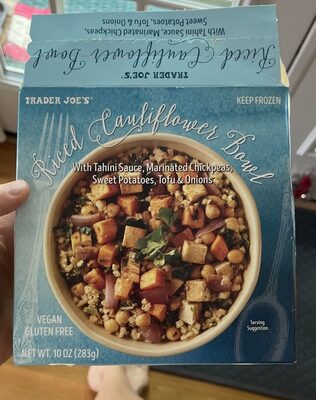 Sweet Potatoes, Tofu & Onions
With Tahini Sauce, Marinated Chickpeas,
Riced Cauliflower Bowl
TRADER JOE'S
TRADER JOE'S
KEEP FROZEN
Riced Cauliflower Bowl
With Tahini Sauce, Marinated Chickpeas,
Sweet Potatoes, Tofu & Onions
VEGAN
GLUTEN FREE
NET WT. 10 OZ (283g)
Serving
Suggestion